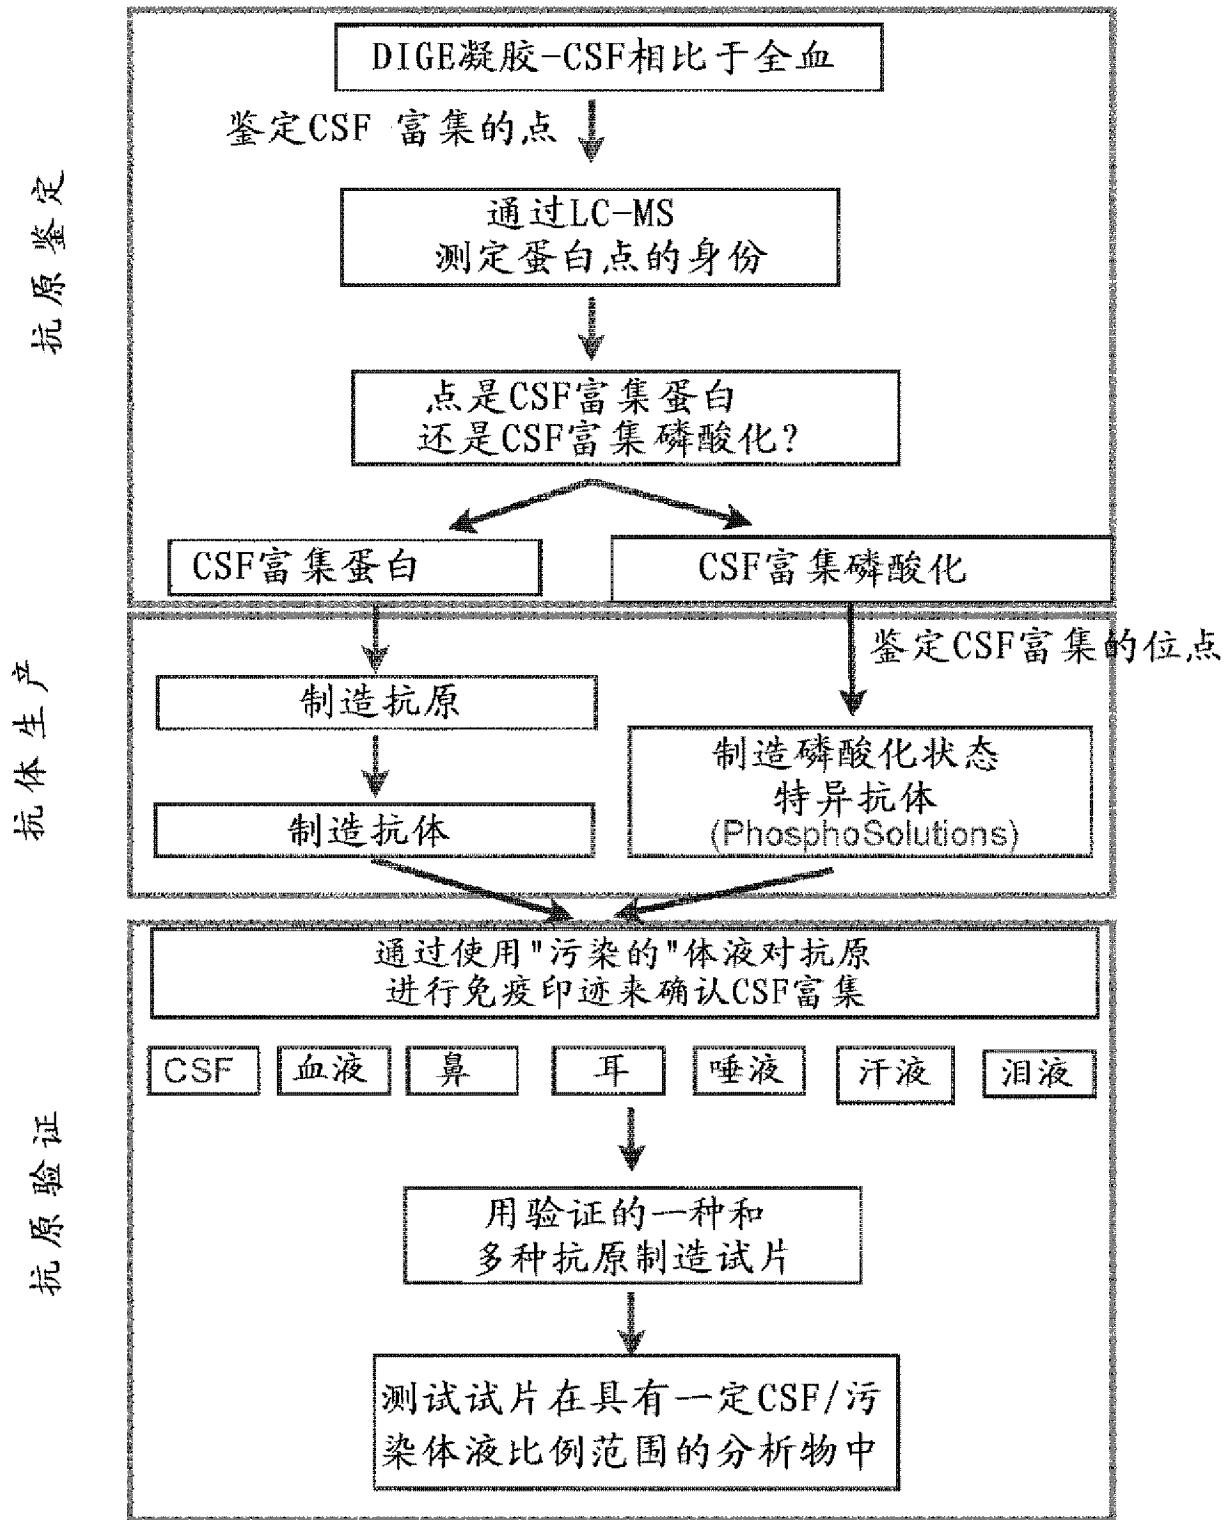 DIGE凝胶-CSF相比于全血
鉴定CSF 富集的点
通过LC-MS
测定蛋白点的身份
点是CSF富集蛋白
还是CSF富集磷酸化?
CSF富集蛋白
CSF富集磷酸化
抗原鉴定
鉴定CSF富集的位点
制造抗原
制造抗体
制造磷酸化状态
特异抗体
(PhosphoSolutions)
抗体生产
通过使用"污染的"体液对抗原
进行免疫印迹来确认CSF富集
CSF
血液
鼻
耳
唾液
汗液
泪液
用验证的一种和
多种抗原制造试片
测试试片在具有一定CSF/污
染体液比例范围的分析物中
抗原验证